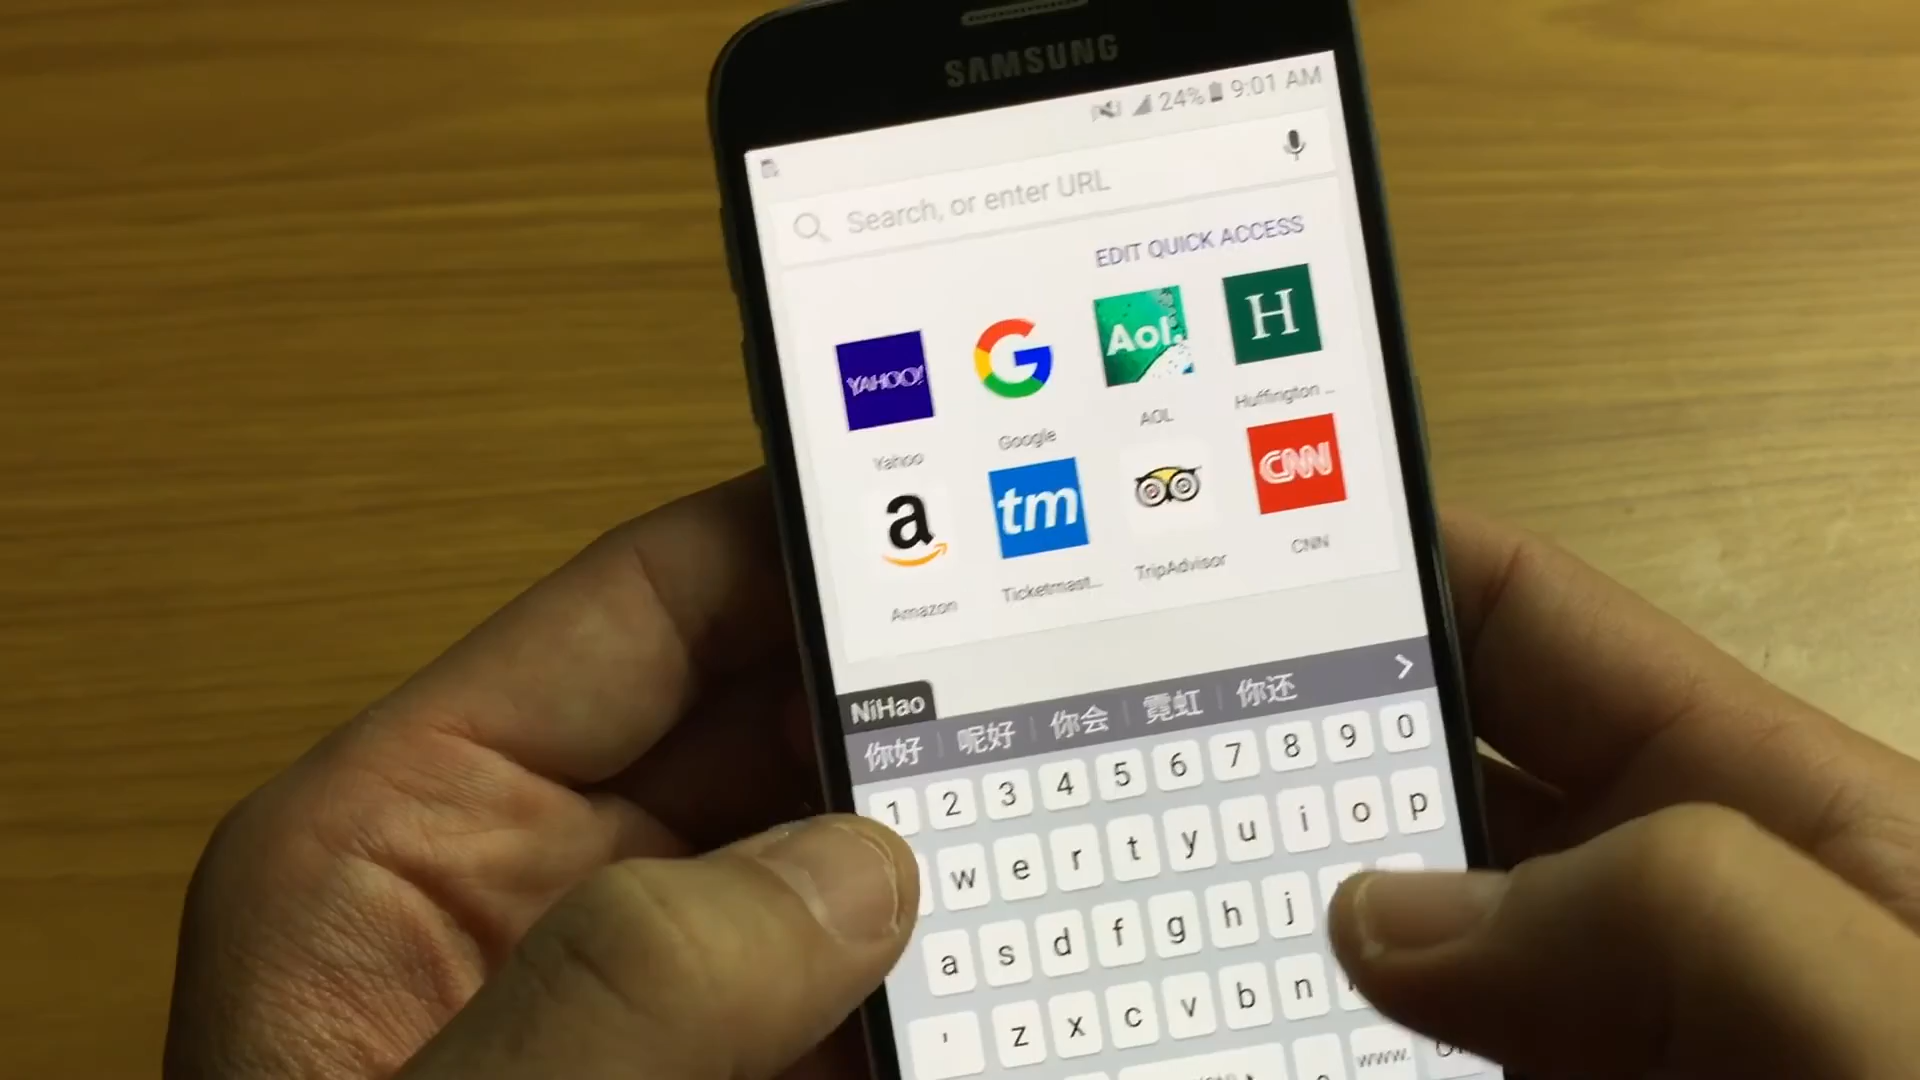 SAMSUNG
24% 9:01 AM
Search, or enter URL
EDIT QUICK ACCESS
YAHOO! G Aol. H
Yahoo Google AOL Huffington ...
a tm CNN
Amazon Ticketmast... TripAdvisor CNN
NiHao
你好 呢好 你会 霓虹 你还 >
1 2 3 4 5 6 7 8 9 0
w e r t y u i o p
a s d f g h j
' z x c v b n
www.